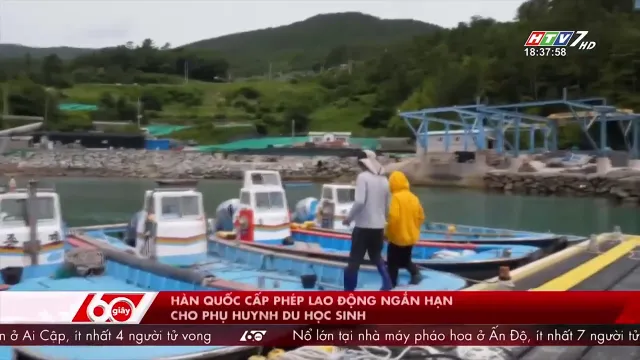 HTV7 HD
18:37:58
60 giây
HÀN QUỐC CẤP PHÉP LAO ĐỘNG NGẮN HẠN
CHO PHỤ HUYNH DU HỌC SINH
n ở Ai Cập, ít nhất 4 người tử vong
Nổ lớn tại nhà máy pháo hoa ở Ấn Độ, ít nhất 7 người t